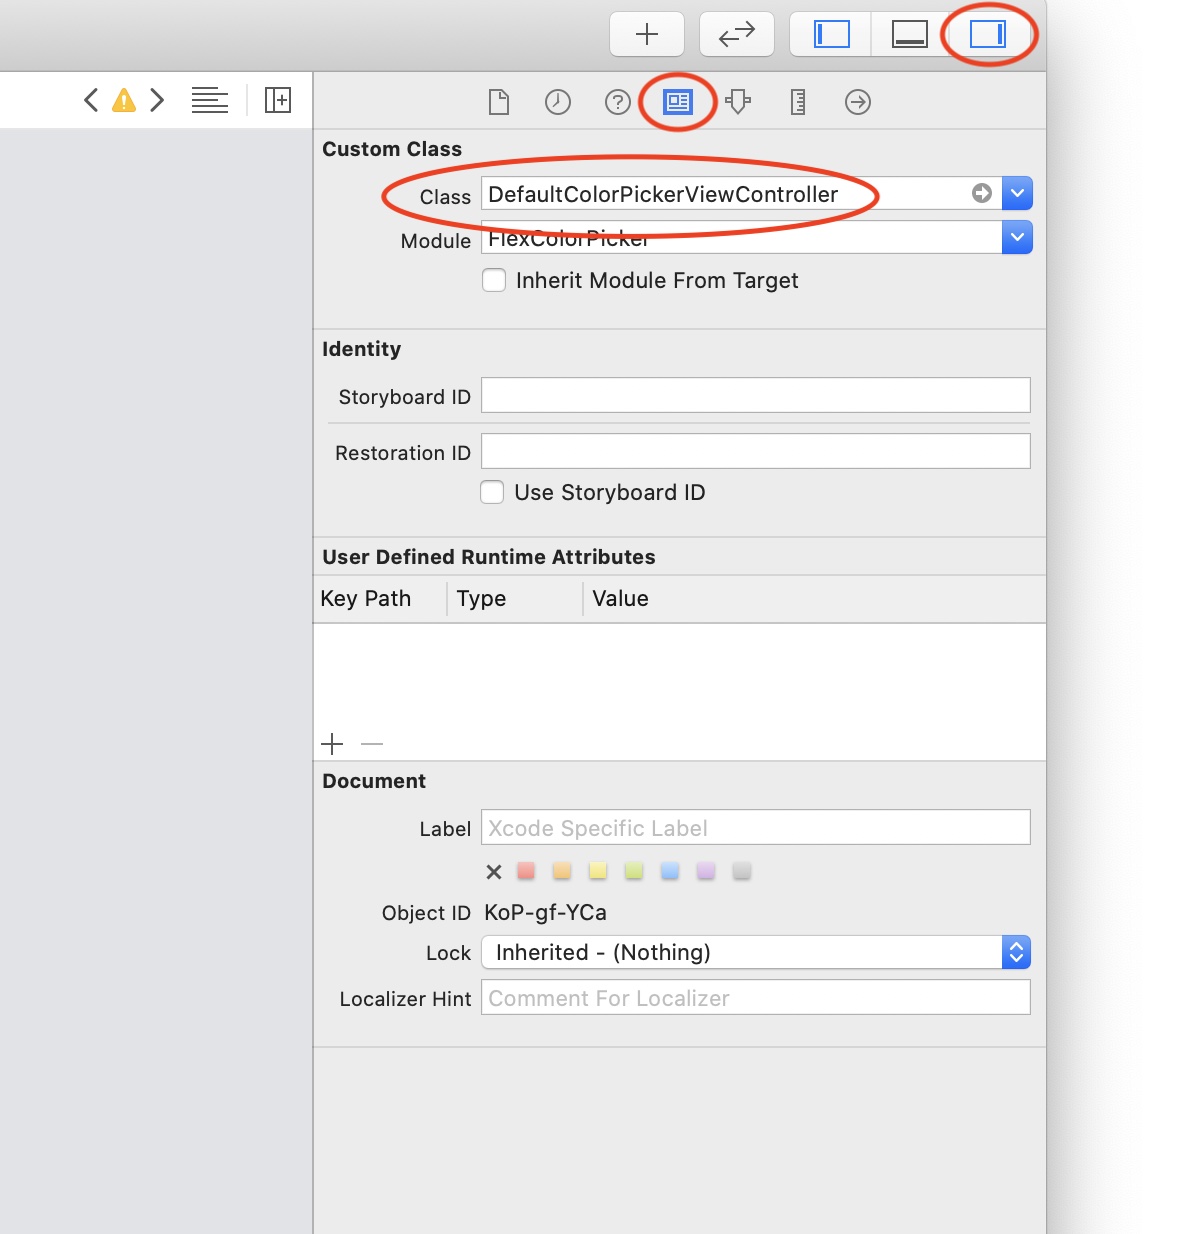 Custom Class
Class DefaultColorPickerViewController
Module FlexColorPicker
Inherit Module From Target
Identity
Storyboard ID
Restoration ID
Use Storyboard ID
User Defined Runtime Attributes
Key Path Type Value
Document
Label Xcode Specific Label
Object ID KoP-gf-YCa
Lock Inherited - (Nothing)
Localizer Hint Comment For Localizer